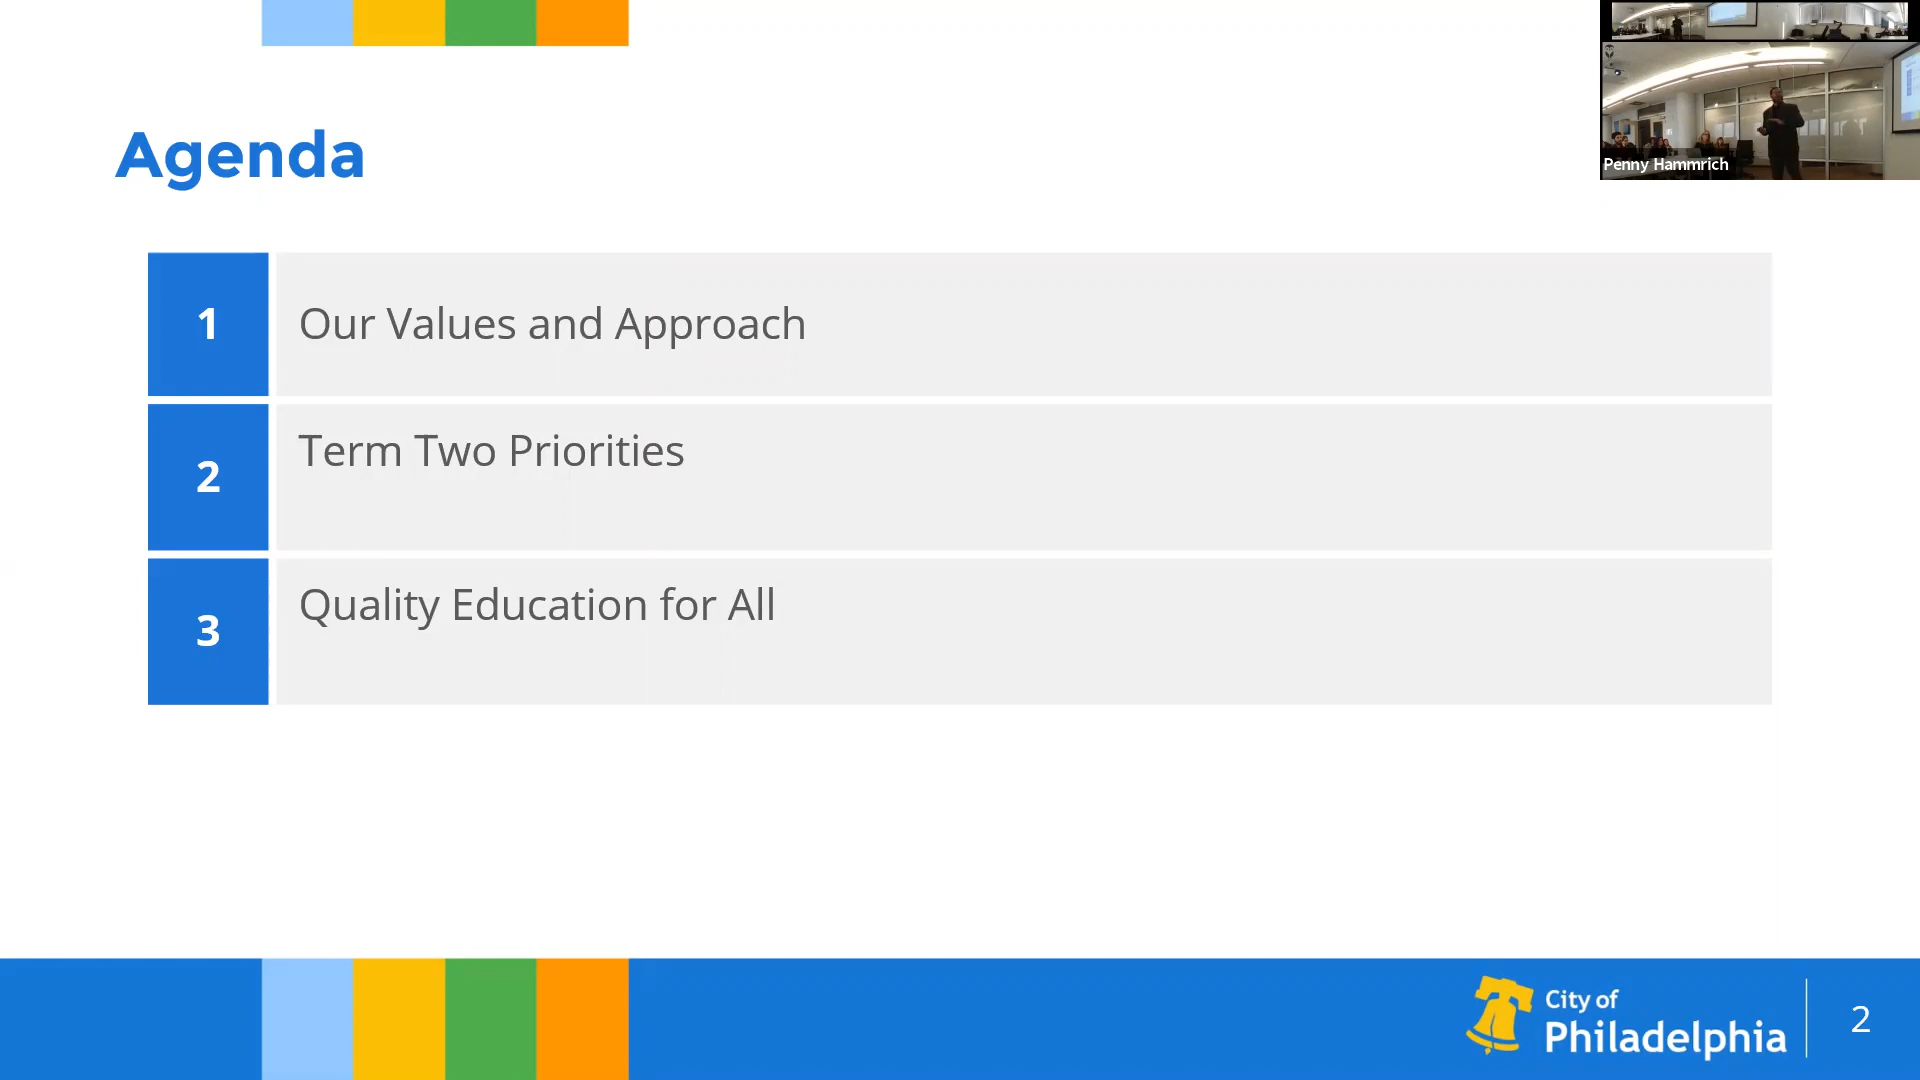 Agenda
Penny Hammrich
1
Our Values and Approach
2
Term Two Priorities
3
Quality Education for All
City of
Philadelphia
2